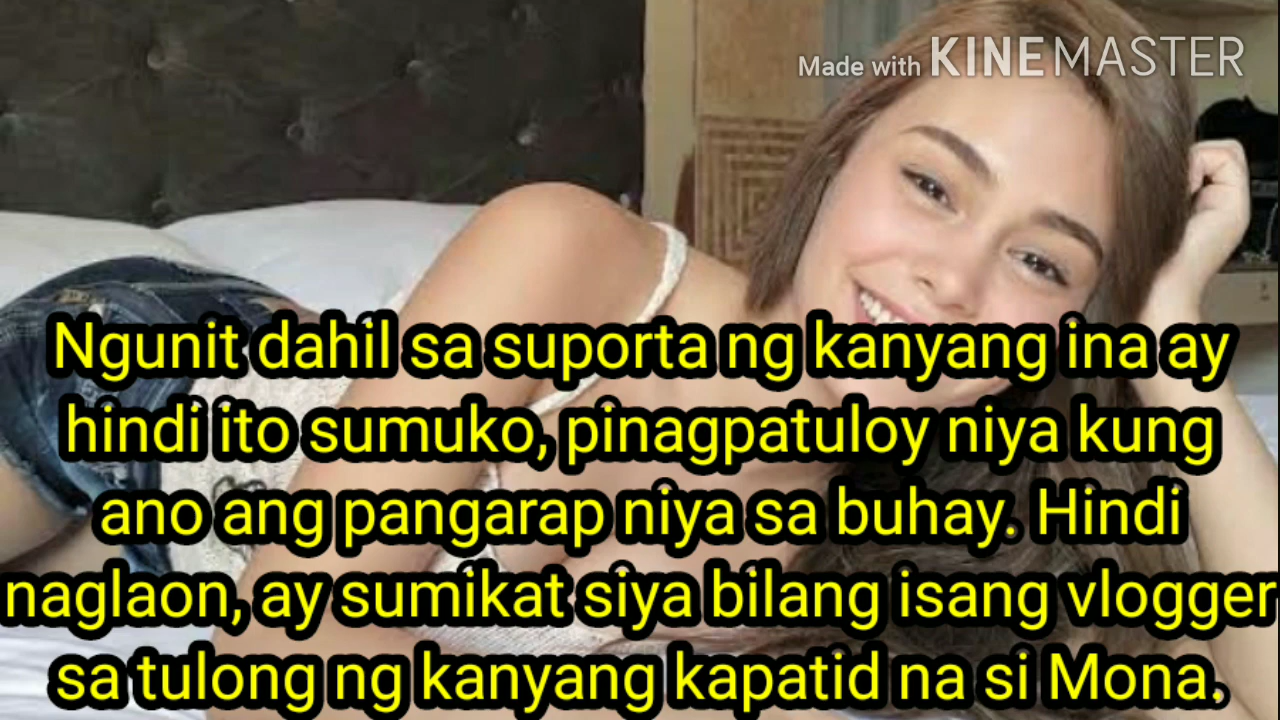 Made with KINEMASTER
Ngunit dahil sa suporta ng kanyang ina ay
hindi ito sumuko, pinagpatuloy niya kung
ano ang pangarap niya sa buhay. Hindi
naglaon, ay sumikat siya bilang isang vlogger
sa tulong ng kanyang kapatid na si Mona.